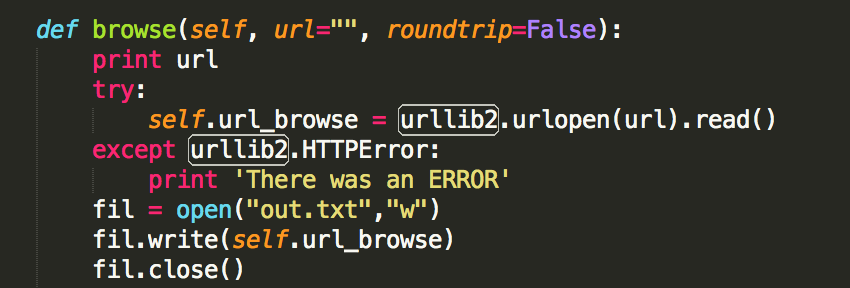 def browse(self, url="", roundtrip=False):
    print url
    try:
        self.url_browse = urllib2.urlopen(url).read()
    except urllib2.HTTPError:
        print 'There was an ERROR'
    fil = open("out.txt","w")
    fil.write(self.url_browse)
    fil.close()